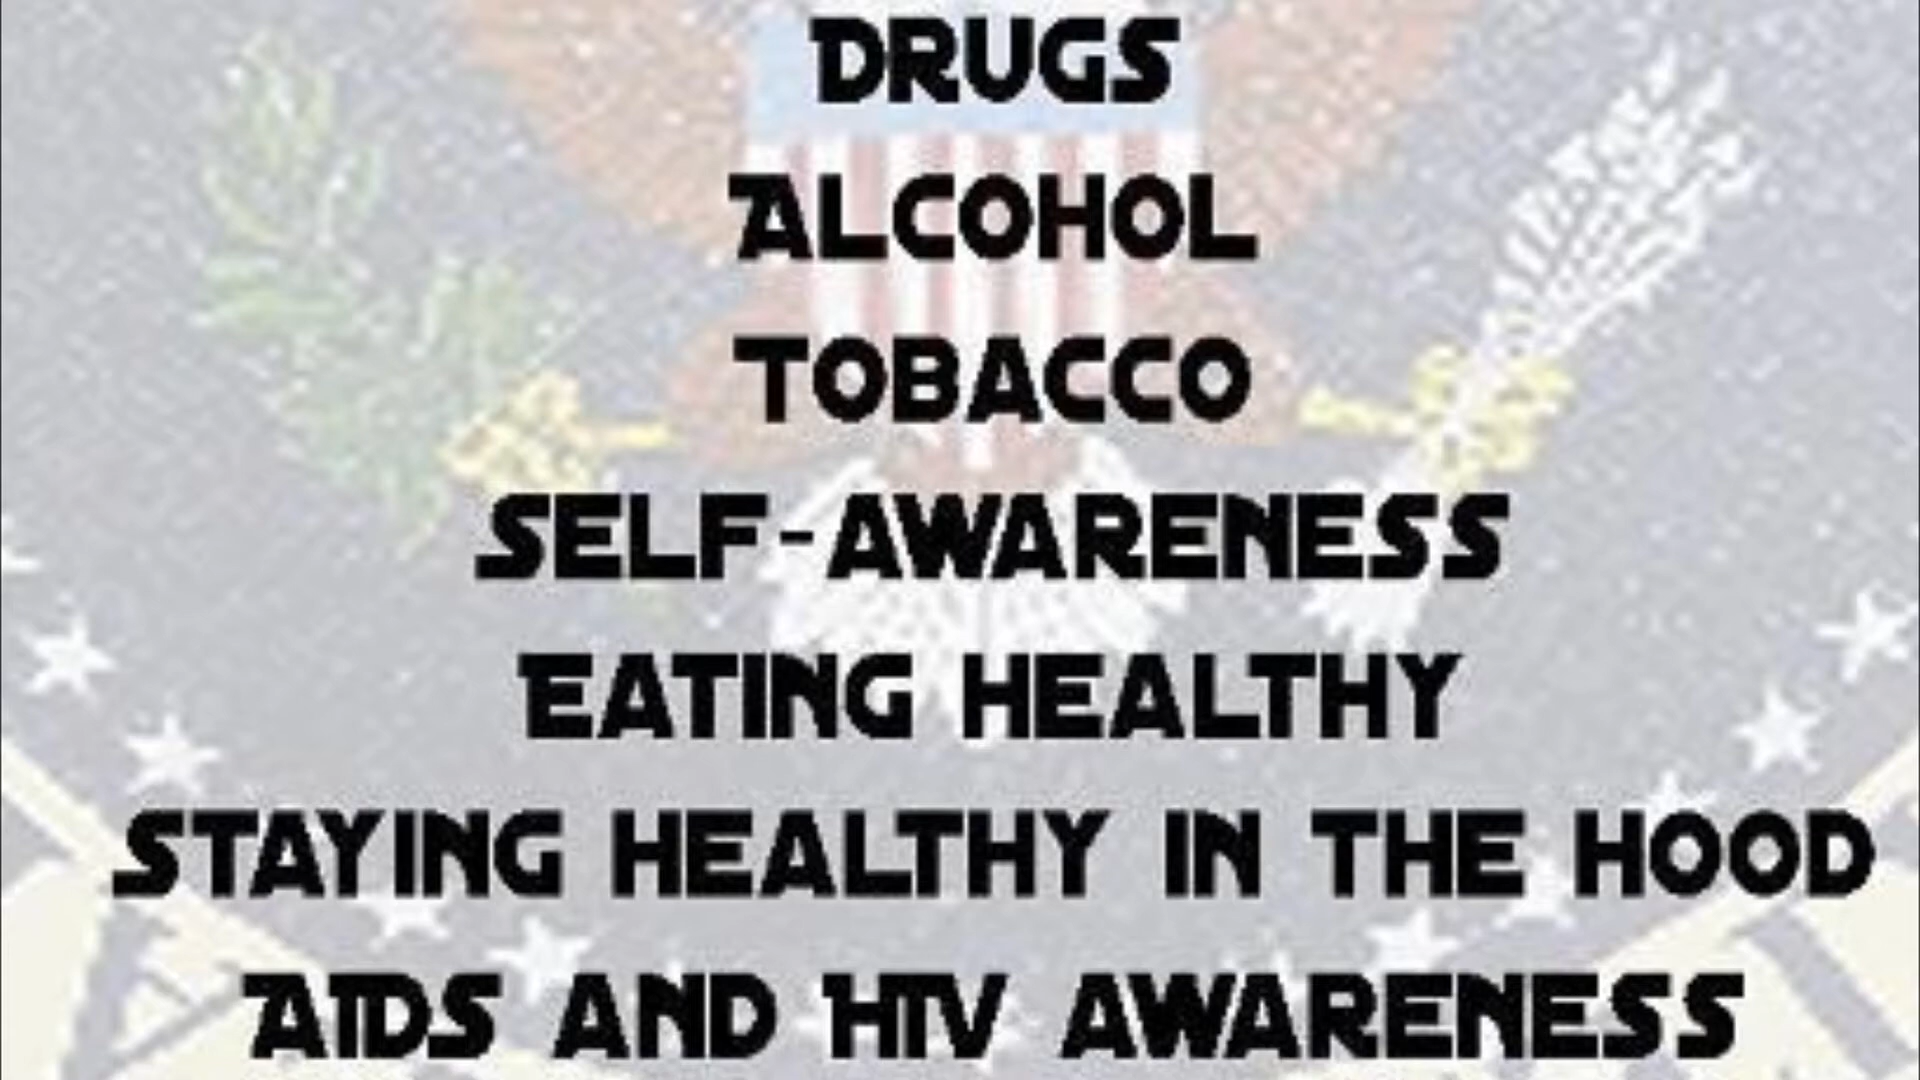 DRUGS
ALCOHOL
TOBACCO
SELF-AWARENESS
EATING HEALTHY
STAYING HEALTHY IN THE HOOD
AIDS AND HIV AWARENESS